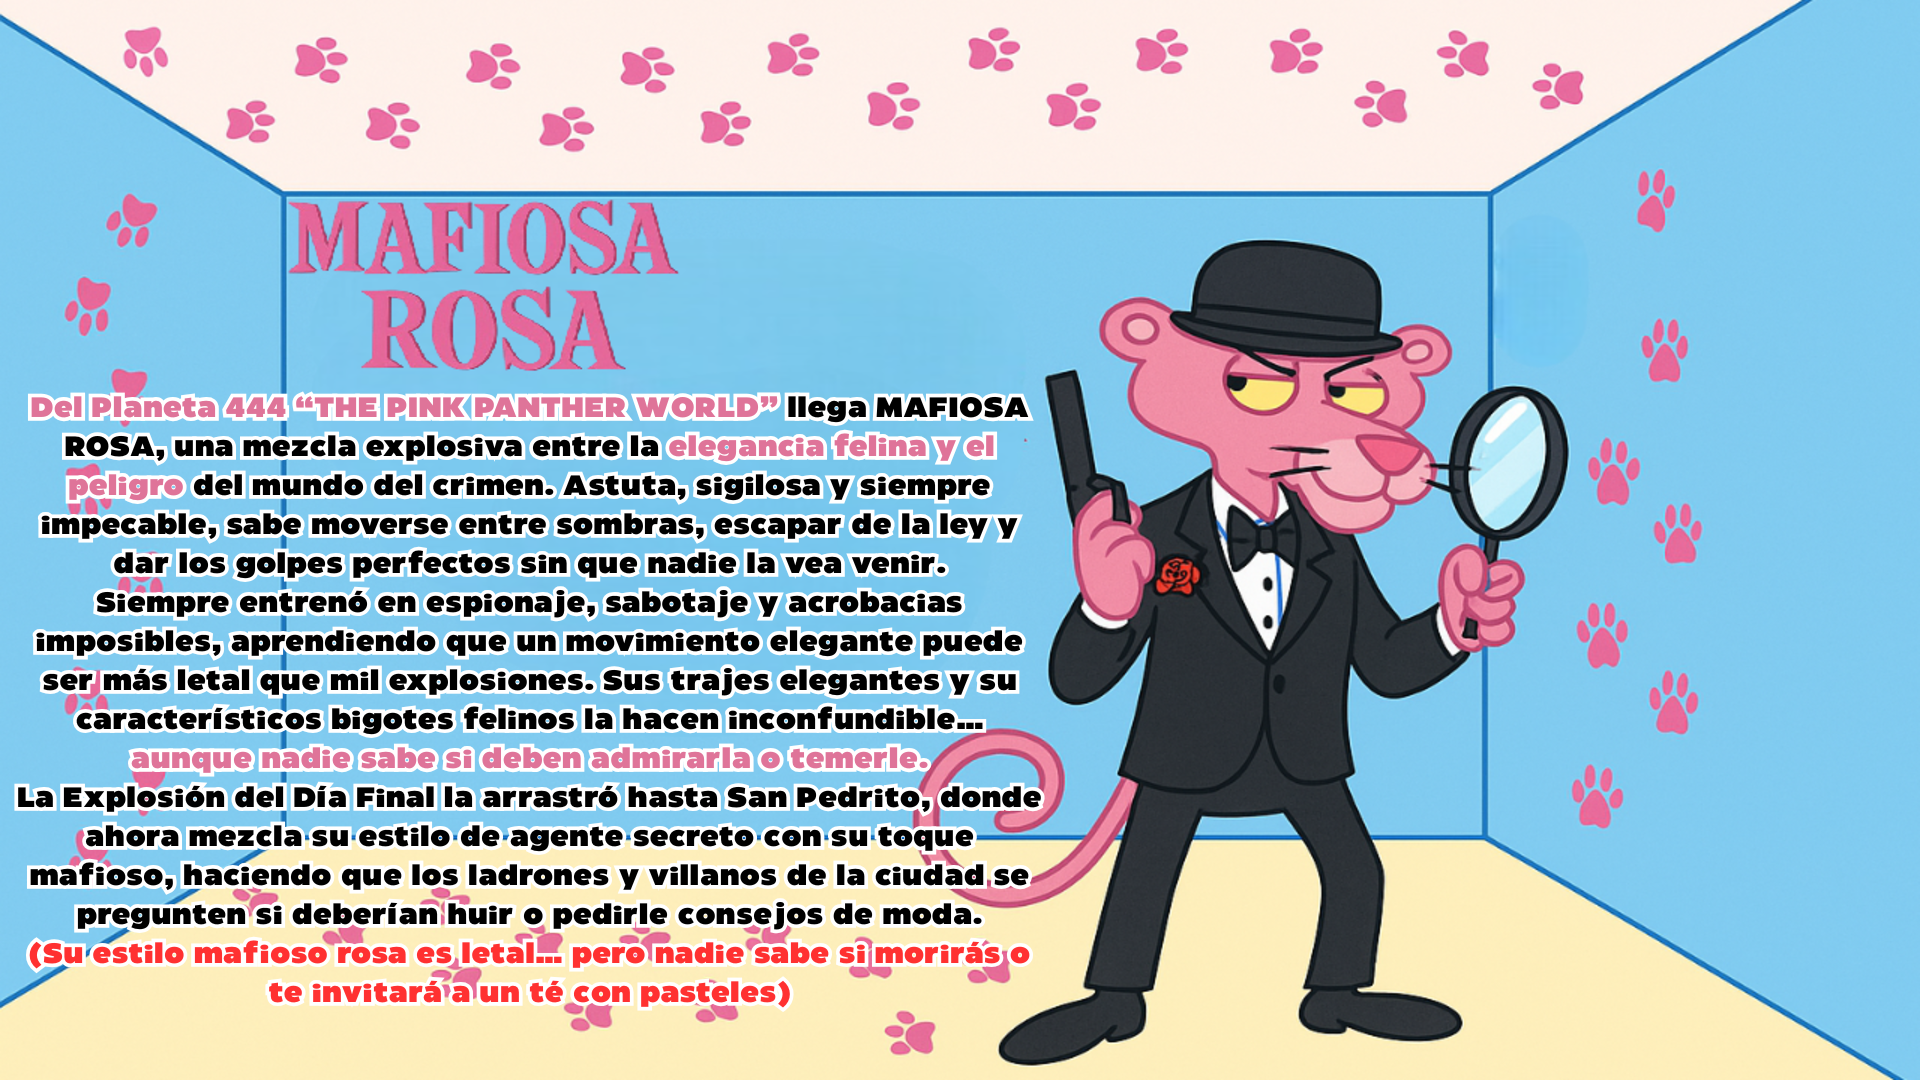 MAFIOSA
ROSA
Del Planeta 444 “THE PINK PANTHER WORLD” llega MAFIOSA
ROSA, una mezcla explosiva entre la elegancia felina y el
peligro del mundo del crimen. Astuta, sigilosa y siempre
impecable, sabe moverse entre sombras, escapar de la ley y
dar los golpes perfectos sin que nadie la vea venir.
Siempre entrenó en espionaje, sabotaje y acrobacias
imposibles, aprendiendo que un movimiento elegante puede
ser más letal que mil explosiones. Sus trajes elegantes y su
característicos bigotes felinos la hacen inconfundible...
aunque nadie sabe si deben admirarla o temerle.
La Explosión del Día Final la arrastró hasta San Pedrito, donde
ahora mezcla su estilo de agente secreto con su toque
mafioso, haciendo que los ladrones y villanos de la ciudad se
pregunten si deberían huir o pedirle consejos de moda.
(Su estilo mafioso rosa es letal... pero nadie sabe si morirás o
te invitará a un té con pasteles)